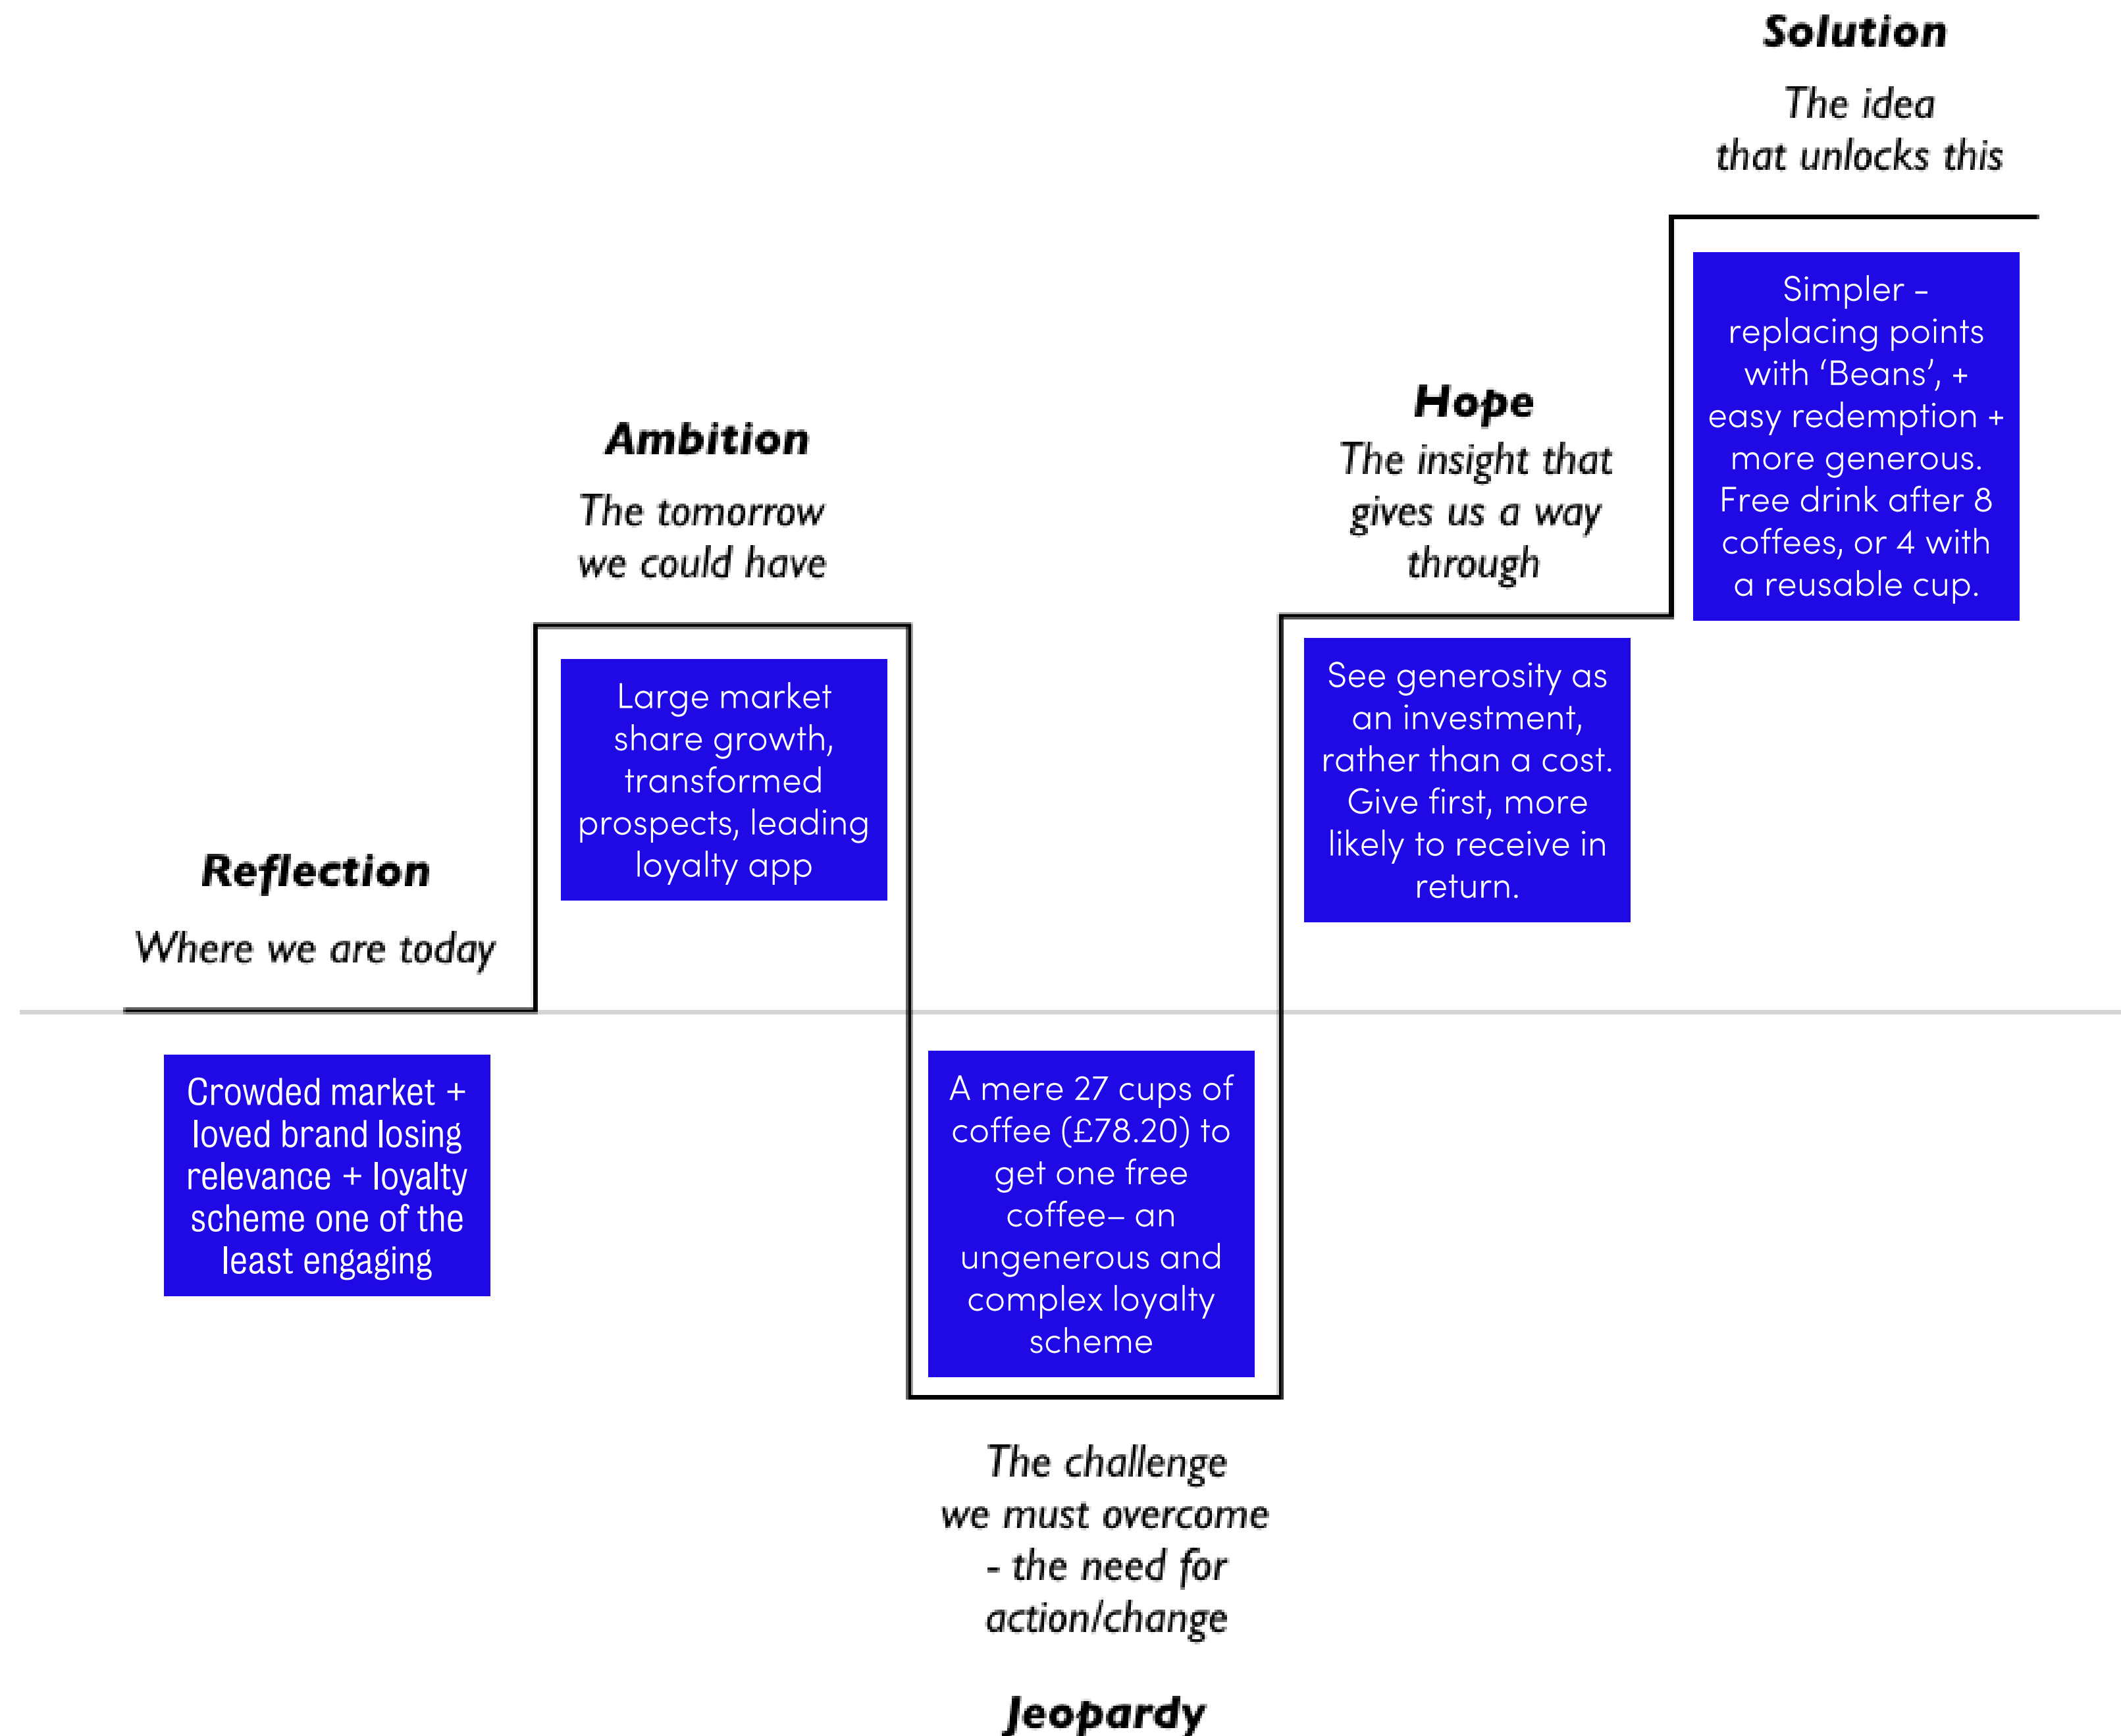 Reflection
Where we are today
Crowded market +
loved brand losing
relevance + loyalty
scheme one of the
least engaging
Ambition
The tomorrow
we could have
Large market
share growth,
transformed
prospects, leading
loyalty app
A mere 27 cups of
coffee (£78.20) to
get one free
coffee– an
ungenerous and
complex loyalty
scheme
The challenge
we must overcome
- the need for
action/change
Jeopardy
Hope
The insight that
gives us a way
through
See generosity as
an investment,
rather than a cost.
Give first, more
likely to receive in
return.
Solution
The idea
that unlocks this
Simpler -
replacing points
with ‘Beans’, +
easy redemption +
more generous.
Free drink after 8
coffees, or 4 with
a reusable cup.